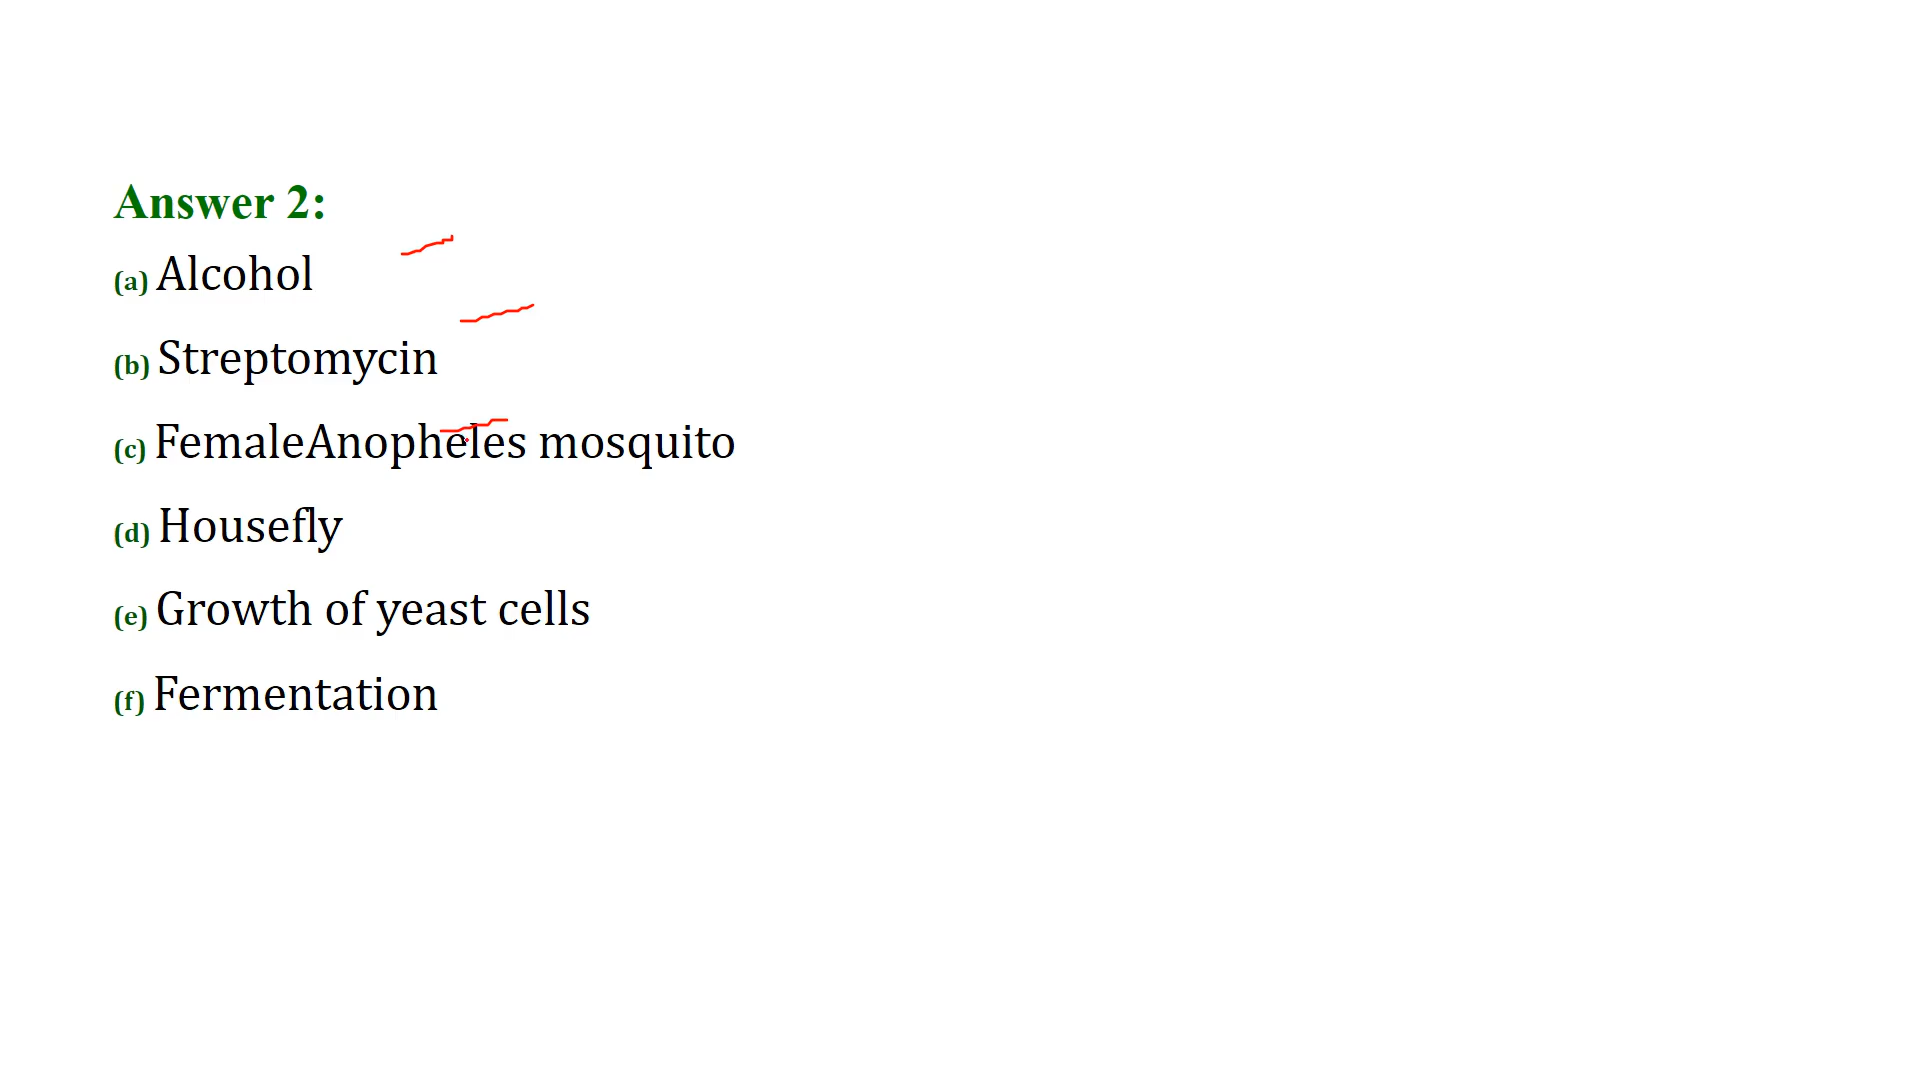 Answer 2:
(a) Alcohol
(b) Streptomycin
(c) FemaleAnopheles mosquito
(d) Housefly
(e) Growth of yeast cells
(f) Fermentation